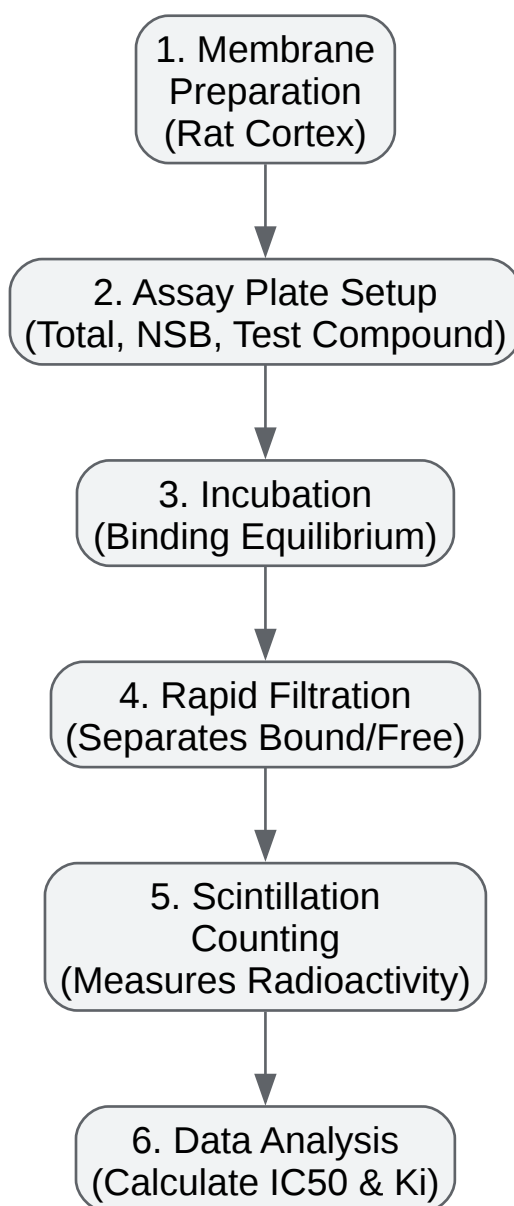 1. Membrane
Preparation
(Rat Cortex)
2. Assay Plate Setup
(Total, NSB, Test Compound)
3. Incubation
(Binding Equilibrium)
4. Rapid Filtration
(Separates Bound/Free)
5. Scintillation
Counting
(Measures Radioactivity)
6. Data Analysis
(Calculate IC50 & Ki)